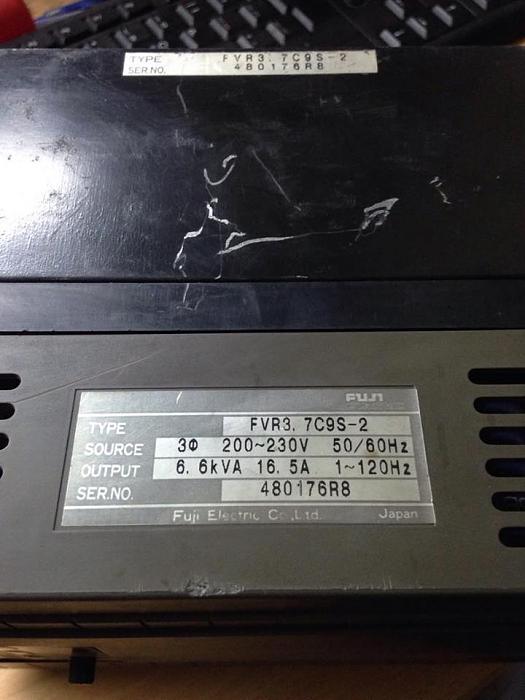 TYPE FVR3. 7C9S-2
SER NO. 480176R8
FUJI
TYPE FVR3. 7C9S-2
SOURCE 3Φ 200~230V 50/60Hz
OUTPUT 6. 6kVA 16. 5A 1~120Hz
SER.NO. 480176R8
Fuji Electric Co.,Ltd. Japan